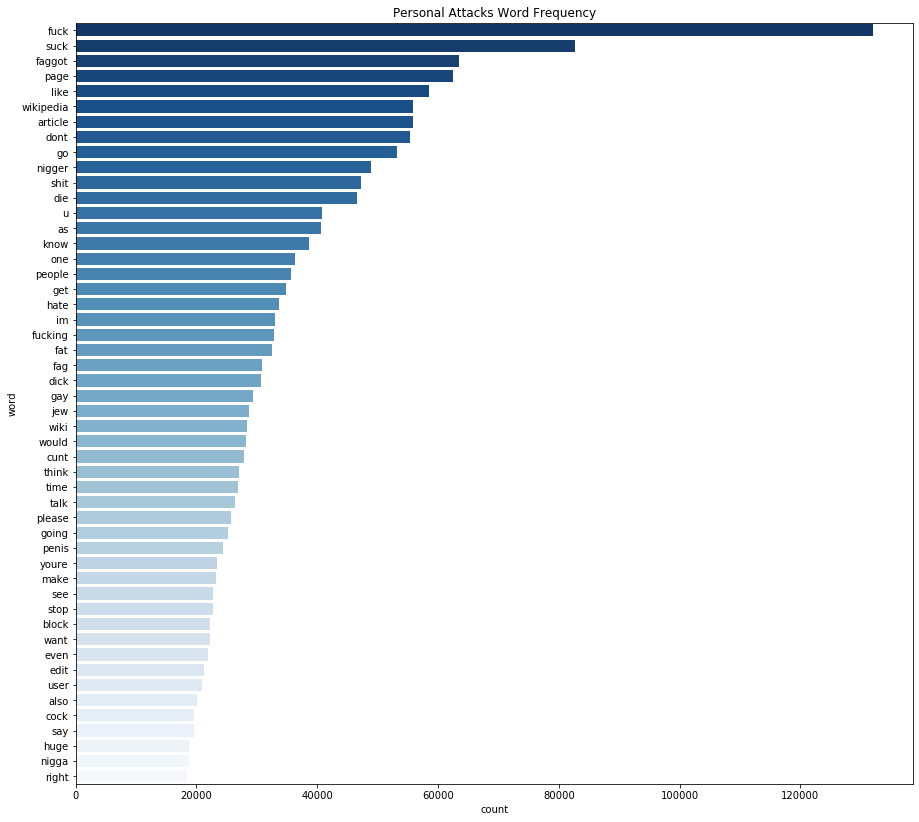 Personal Attacks Word Frequency
fuck
suck
faggot
page
like
wikipedia
article
dont
go
nigger
shit
die
u
as
know
one
people
get
hate
im
fucking
fat
fag
dick
gay
jew
wiki
would
cunt
think
time
talk
please
going
penis
youre
make
see
stop
block
want
even
edit
user
also
cock
say
huge
nigga
right
word
0 20000 40000 60000 80000 100000 120000
count